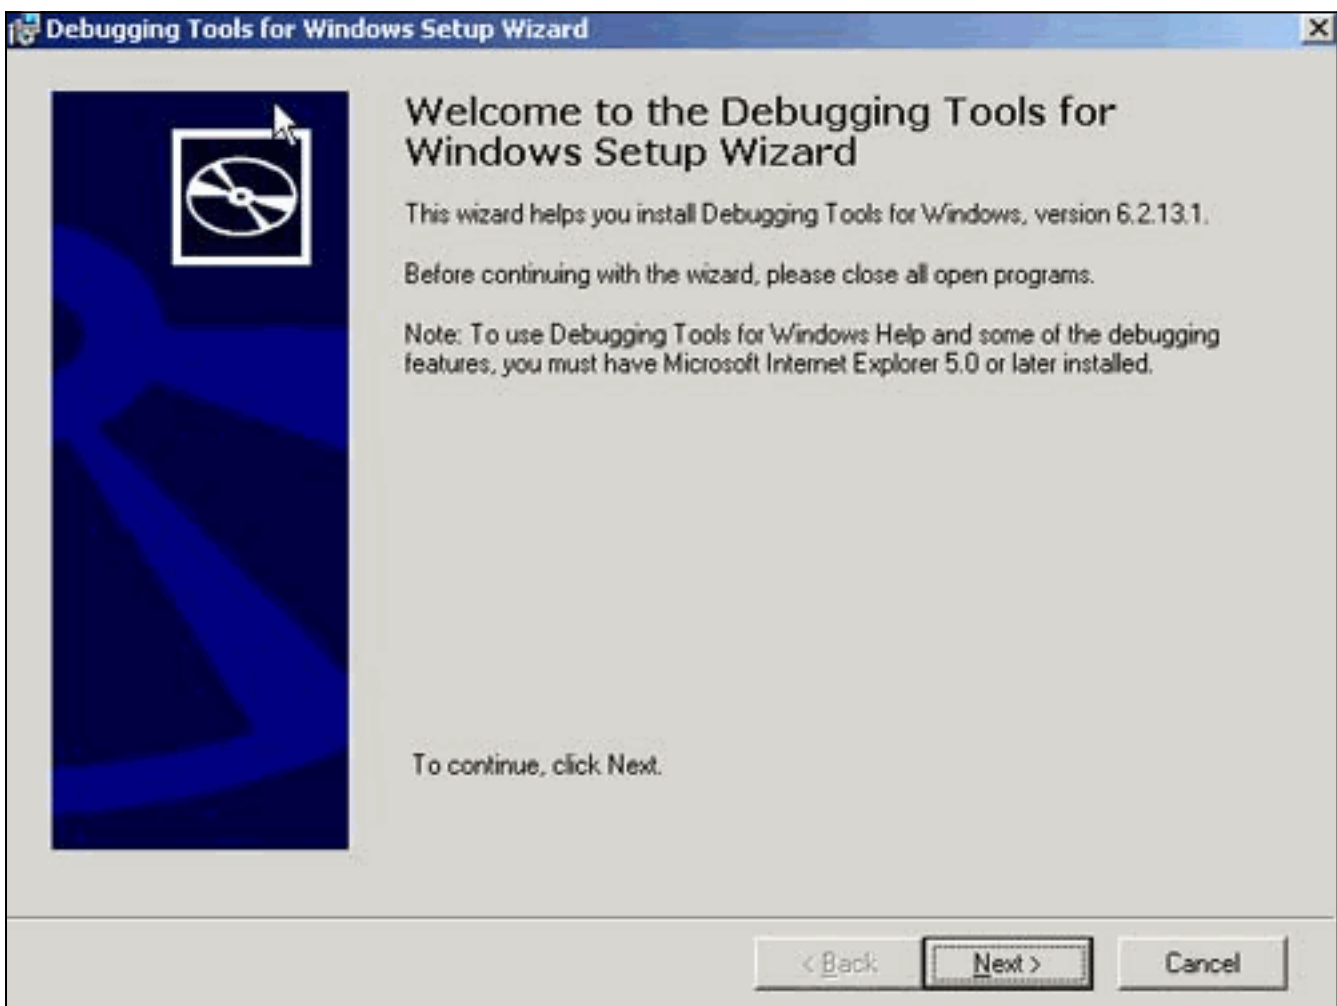 Debugging Tools for Windows Setup Wizard
Welcome to the Debugging Tools for
Windows Setup Wizard
This wizard helps you install Debugging Tools for Windows, version 6.2.13.1.
Before continuing with the wizard, please close all open programs.
Note: To use Debugging Tools for Windows Help and some of the debugging
features, you must have Microsoft Internet Explorer 5.0 or later installed.
To continue, click Next.
< Back
Next >
Cancel